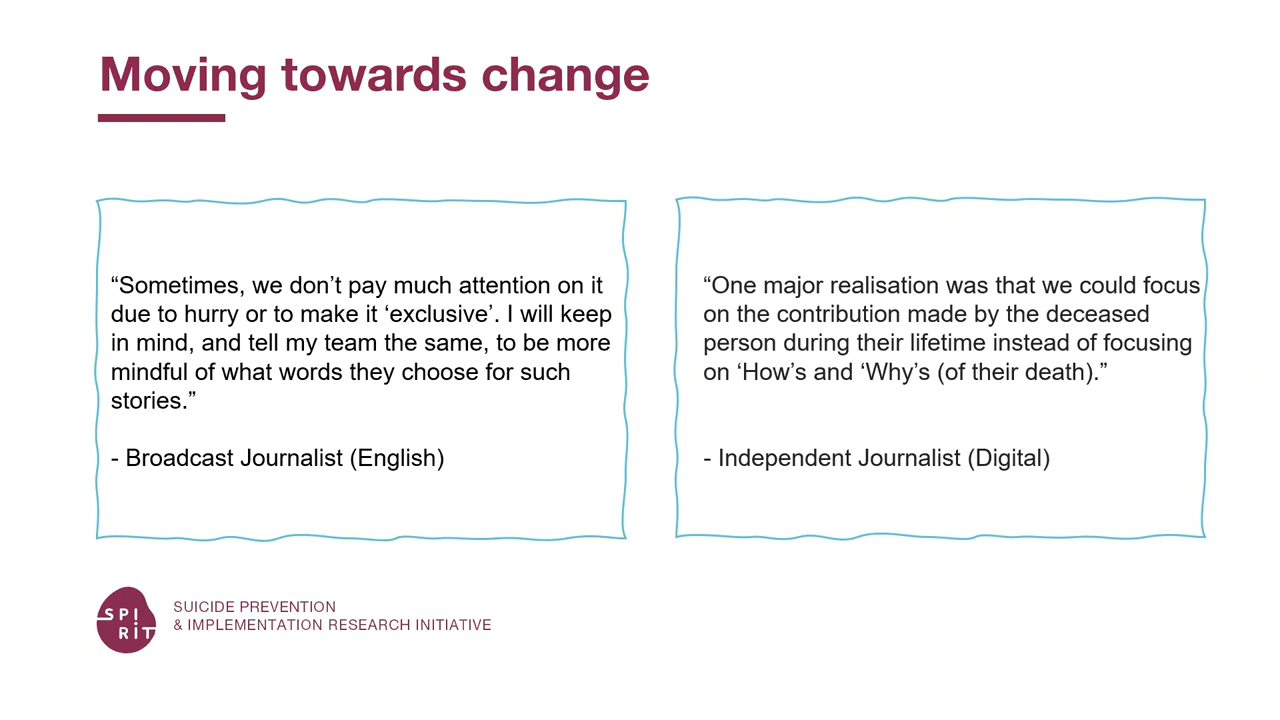 Moving towards change
“Sometimes, we don’t pay much attention on it
due to hurry or to make it ‘exclusive’. I will keep
in mind, and tell my team the same, to be more
mindful of what words they choose for such
stories.”
- Broadcast Journalist (English)
“One major realisation was that we could focus
on the contribution made by the deceased
person during their lifetime instead of focusing
on ‘How’s and ‘Why’s (of their death).”
- Independent Journalist (Digital)
SPI
RIT
SUICIDE PREVENTION
& IMPLEMENTATION RESEARCH INITIATIVE